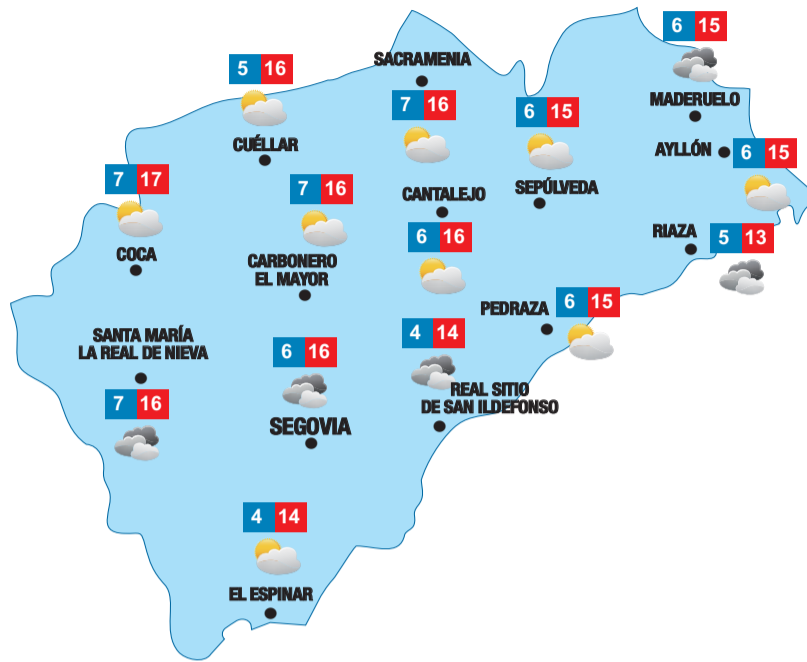 6 15
MADERUELO
SACRAMENIA
7 16
5 16
CUÉLLAR
6 15
SEPÚLVEDA
AYLLÓN
6 15
7 17
COCA
7 16
CARBONERO
EL MAYOR
CANTALEJO
6 16
RIAZA
5 13
PEDRAZA
6 15
SANTA MARÍA
LA REAL DE NIEVA
7 16
6 16
SEGOVIA
4 14
REAL SITIO
DE SAN ILDEFONSO
4 14
EL ESPINAR